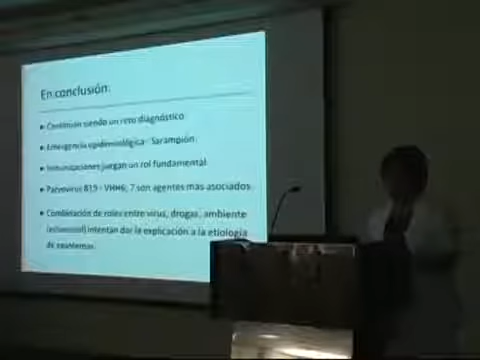 En conclusión:
Continúan siendo un reto diagnóstico
Emergencia epidemiológica - Sarampión.
Inmunizaciones juegan un rol fundamental
Parvovirus B19 - VHH6, 7 son agentes mas asociados.
Combinación de roles entre virus, drogas, ambiente
(estacional) intentan dar la explicación a la etiología
de exantemas.